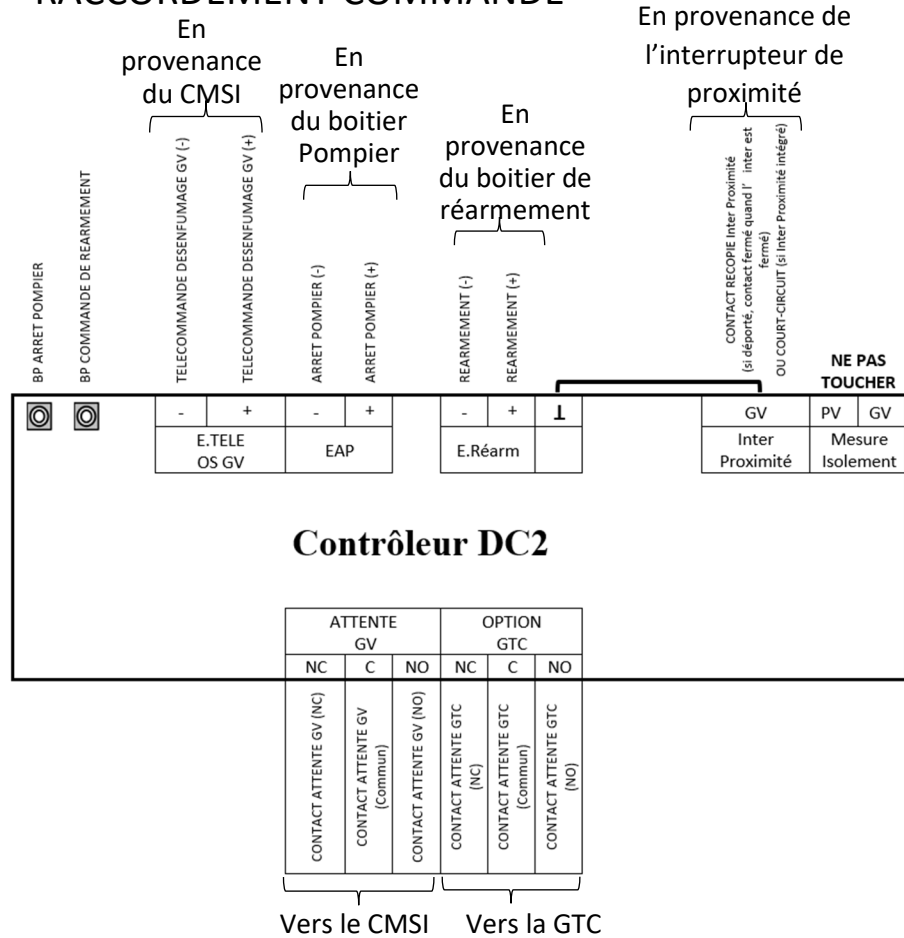 RACCORDEMENT COMMANDE
En
provenance
du CMSI
En
provenance
du boitier
Pompier
En
provenance
du boitier de
réarmement
En provenance de
l’interrupteur de
proximité
BP ARRET POMPIER
BP COMMANDE DE REARMEMENT
TELECOMMANDE DESENFUMAGE GV (-)
TELECOMMANDE DESENFUMAGE GV (+)
ARRET POMPIER (-)
ARRET POMPIER (+)
REARMEMENT (-)
REARMEMENT (+)
CONTACT RECOPIE Inter Proximité
(si déporté, contact fermé quand l’ inter est
fermé)
OU COURT-CIRCUIT (si Inter Proximité intégré)
NE PAS
TOUCHER
- + - + - + ⊥ GV PV GV
E.TELE
OS GV
EAP
E.Réarm
Inter
Proximité
Mesure
Isolement
Contrôleur DC2
ATTENTE
GV
OPTION
GTC
NC C NO NC C NO
CONTACT ATTENTE GV (NC)
CONTACT ATTENTE GV
(Commun)
CONTACT ATTENTE GV (NO)
CONTACT ATTENTE GTC
(NC)
CONTACT ATTENTE GTC
(Commun)
CONTACT ATTENTE GTC
(NO)
Vers le CMSI
Vers la GTC